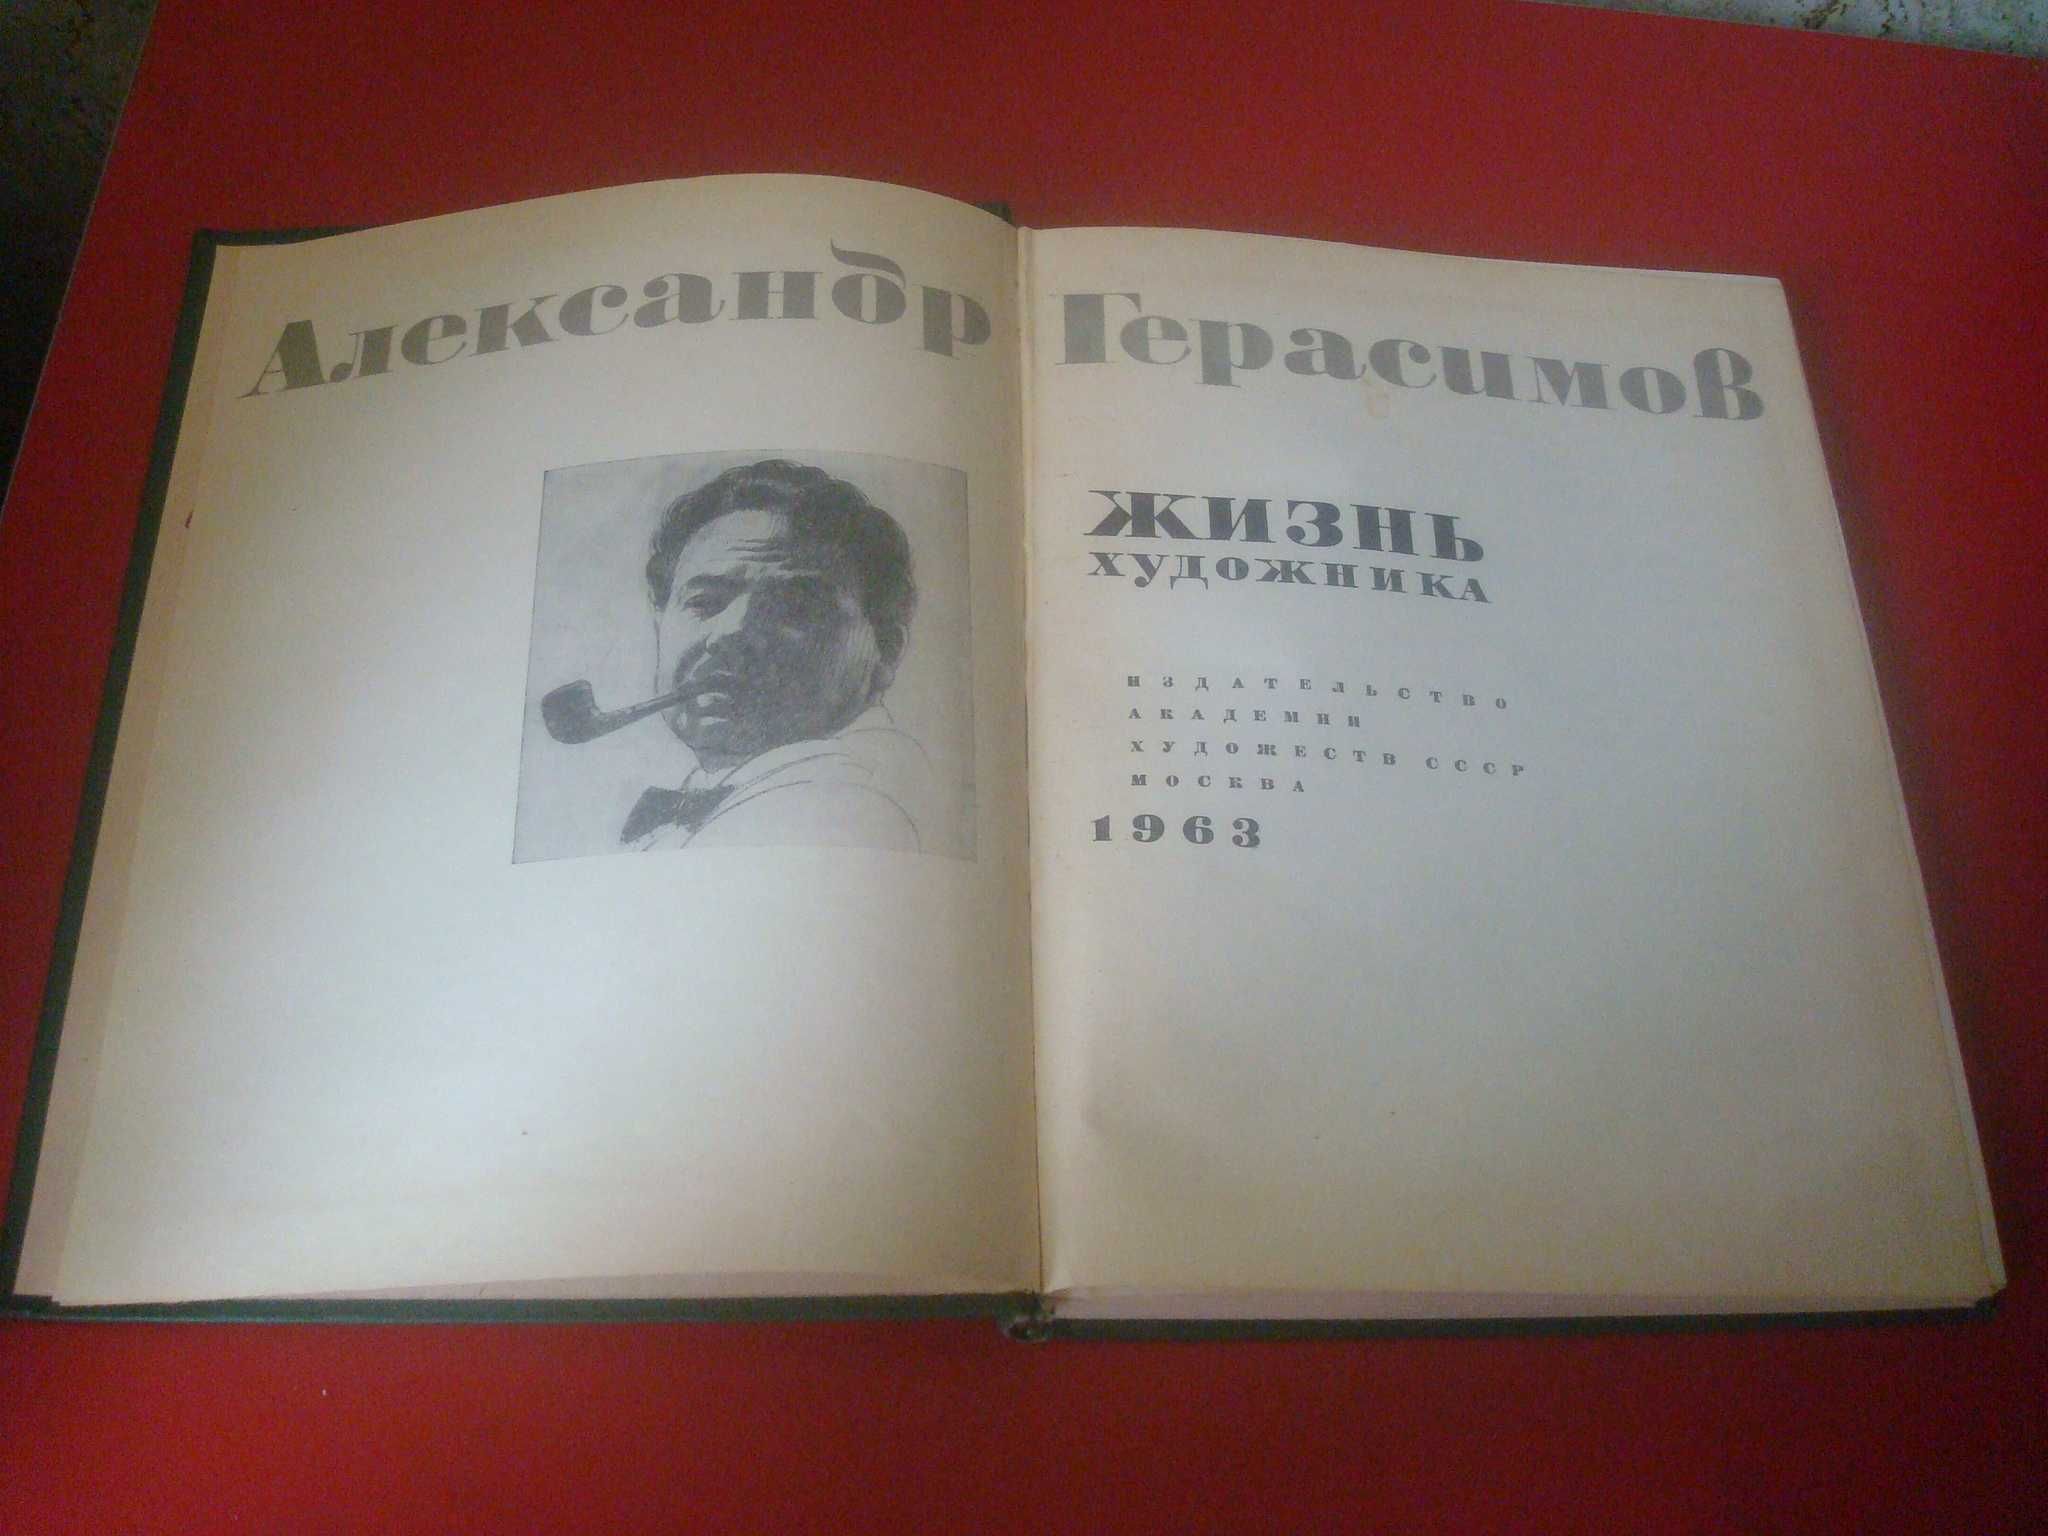 Александр Герасимов
ЖИЗНЬ
ХУДОЖНИКА
ИЗДАТЕЛЬСТВО
АКАДЕМИИ
ХУДОЖЕСТВ СССР
МОСКВА
1963